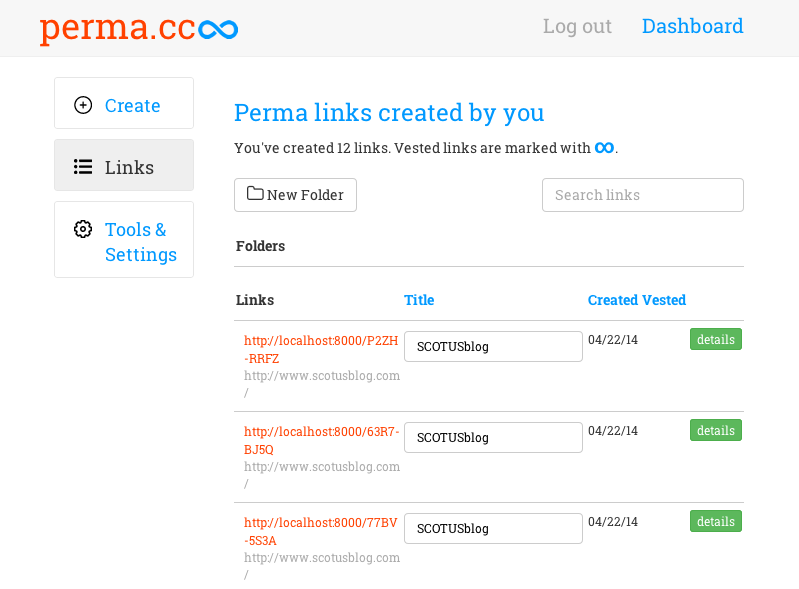 perma.cc
Log out
Dashboard
Create
Links
Tools &
Settings
Perma links created by you
You've created 12 links. Vested links are marked with ∞.
New Folder
Search links
Folders
Links Title Created Vested
http://localhost:8000/P2ZH
-RRFZ
http://www.scotusblog.com
/
SCOTUSblog
04/22/14
details
http://localhost:8000/63R7-
BJ5Q
http://www.scotusblog.com
/
SCOTUSblog
04/22/14
details
http://localhost:8000/77BV
-5S3A
http://www.scotusblog.com
/
SCOTUSblog
04/22/14
details